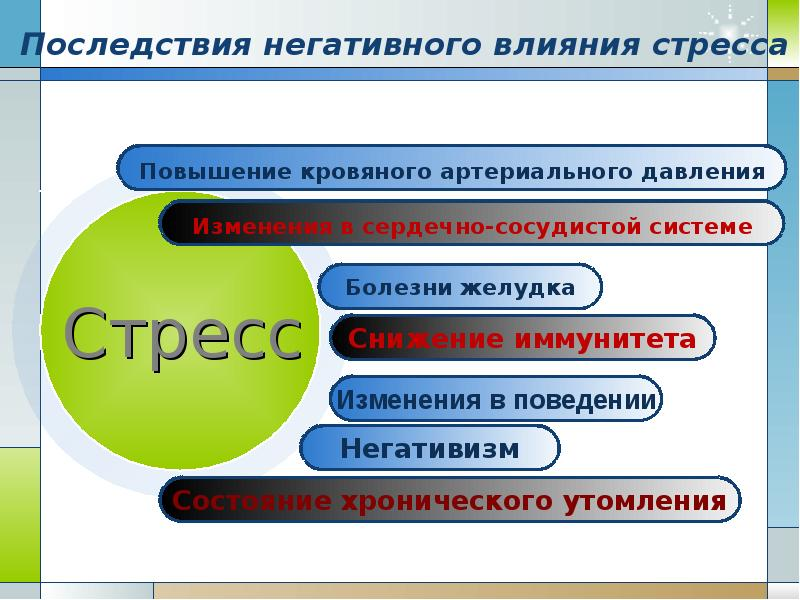 Последствия негативного влияния стресса
Повышение кровяного артериального давления
Изменения в сердечно-сосудистой системе
Болезни желудка
Стресс
Снижение иммунитета
Изменения в поведении
Негативизм
Состояние хронического утомления